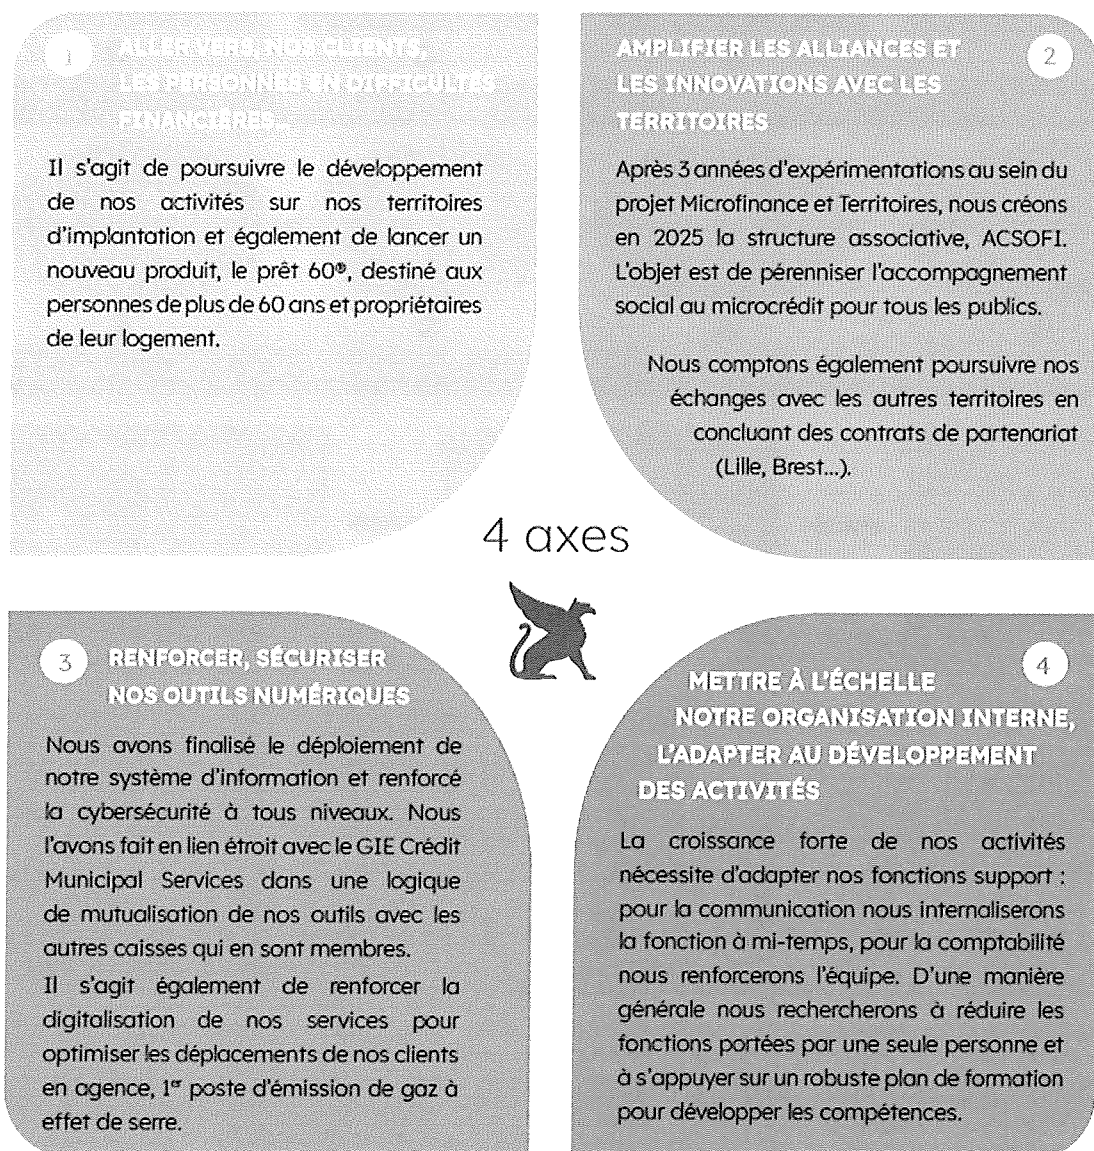 1
ALLER VERS, NOS CLIENTS,
LES PERSONNES EN DIFFICULTÉS
FINANCIÈRES…
Il s'agit de poursuivre le développement
de nos activités sur nos territoires
d'implantation et également de lancer un
nouveau produit, le prêt 60®, destiné aux
personnes de plus de 60 ans et propriétaires
de leur logement.
2
AMPLIFIER LES ALLIANCES ET
LES INNOVATIONS AVEC LES
TERRITOIRES
Après 3 années d'expérimentations au sein du
projet Microfinance et Territoires, nous créons
en 2025 la structure associative, ACSOFI.
L'objet est de pérenniser l'accompagnement
social au microcrédit pour tous les publics.
Nous comptons également poursuivre nos
échanges avec les autres territoires en
concluant des contrats de partenariat
(Lille, Brest...).
4 axes
3
RENFORCER, SÉCURISER
NOS OUTILS NUMÉRIQUES
Nous avons finalisé le déploiement de
notre système d'information et renforcé
la cybersécurité à tous niveaux. Nous
l'avons fait en lien étroit avec le GIE Crédit
Municipal Services dans une logique
de mutualisation de nos outils avec les
autres caisses qui en sont membres.
Il s'agit également de renforcer la
digitalisation de nos services pour
optimiser les déplacements de nos clients
en agence, 1er poste d'émission de gaz à
effet de serre.
4
METTRE À L'ÉCHELLE
NOTRE ORGANISATION INTERNE,
L'ADAPTER AU DÉVELOPPEMENT
DES ACTIVITÉS
La croissance forte de nos activités
nécessite d'adapter nos fonctions support :
pour la communication nous internaliserons
la fonction à mi-temps, pour la comptabilité
nous renforcerons l'équipe. D'une manière
générale nous rechercherons à réduire les
fonctions portées par une seule personne et
à s'appuyer sur un robuste plan de formation
pour développer les compétences.